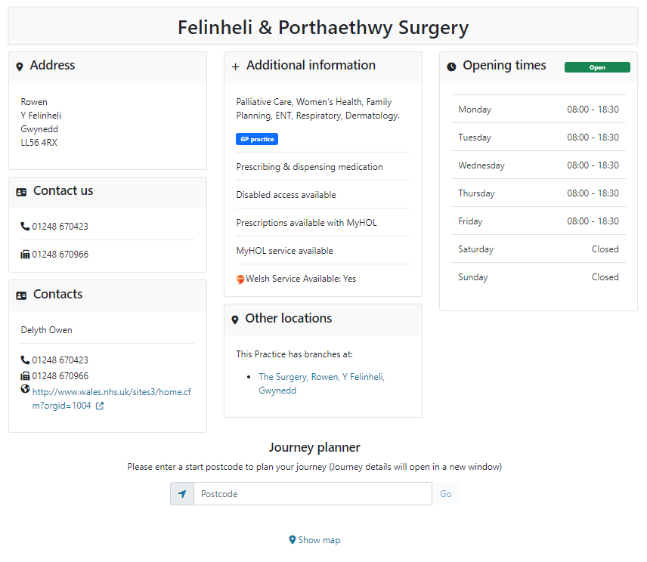 Felinheli & Porthaethwy Surgery
Address
Rowen
Y Felinheli
Gwynedd
LL56 4RX
Contact us
01248 670423
01248 670966
Contacts
Delyth Owen
01248 670423
01248 670966
http://www.wales.nhs.uk/sites3/home.cf
m?orgid=1004
Additional information
Palliative Care, Women's Health, Family
Planning, ENT, Respiratory, Dermatology.
GP practice
Prescribing & dispensing medication
Disabled access available
Prescriptions available with MyHOL
MyHOL service available
Welsh Service Available: Yes
Other locations
This Practice has branches at:
The Surgery, Rowen, Y Felinheli,
Gwynedd
Opening times
Open
Monday 08:00 - 18:30
Tuesday 08:00 - 18:30
Wednesday 08:00 - 18:30
Thursday 08:00 - 18:30
Friday 08:00 - 18:30
Saturday Closed
Sunday Closed
Journey planner
Please enter a start postcode to plan your journey (Journey details will open in a new window)
Postcode Go
Show map